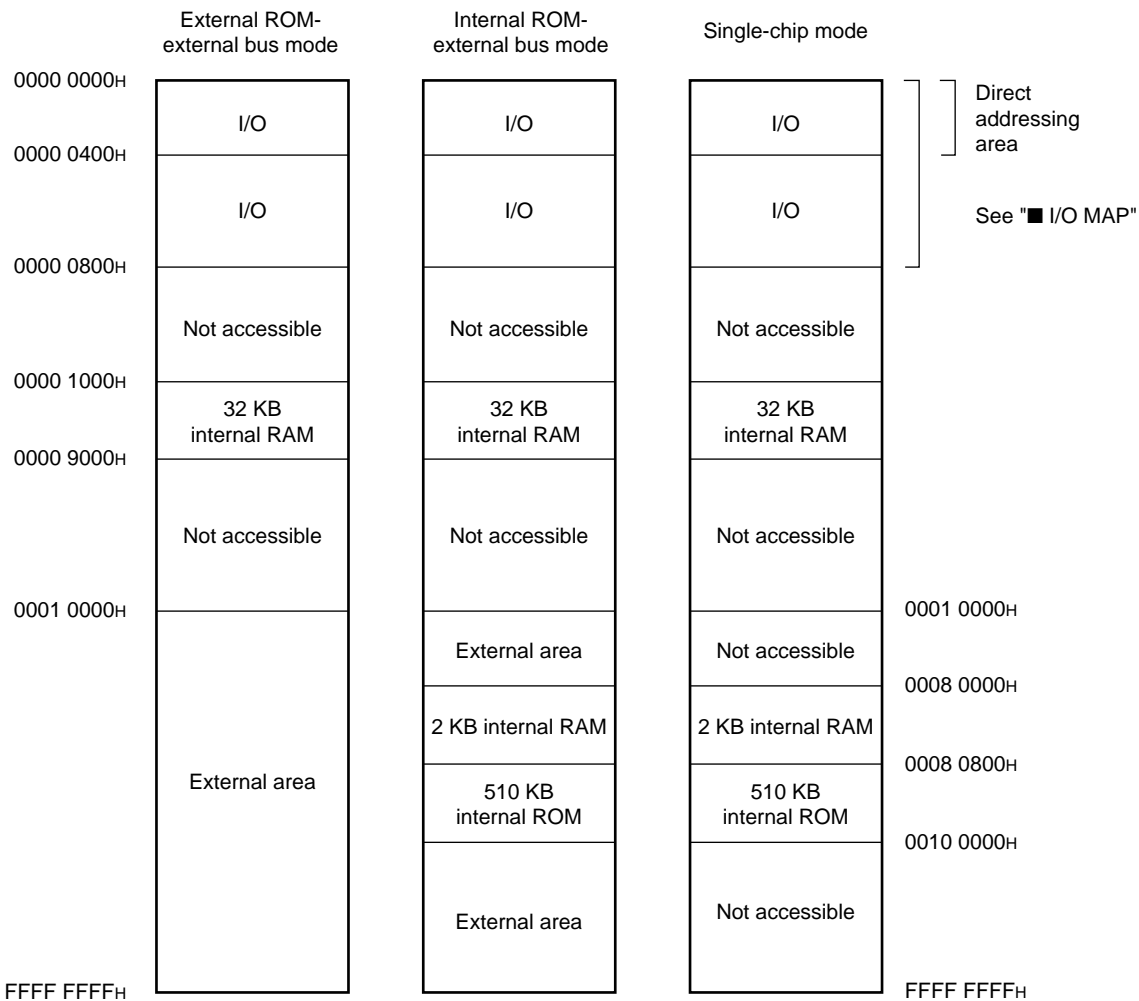 External ROM-
external bus mode
Internal ROM-
external bus mode
Single-chip mode
0000 0000H
I/O
I/O
I/O
Direct
addressing
area
0000 0400H
I/O
I/O
I/O
See "■ I/O MAP"
0000 0800H
Not accessible
Not accessible
Not accessible
0000 1000H
32 KB
internal RAM
32 KB
internal RAM
32 KB
internal RAM
0000 9000H
Not accessible
Not accessible
Not accessible
0001 0000H
0001 0000H
External area
Not accessible
0008 0000H
2 KB internal RAM
2 KB internal RAM
0008 0800H
External area
510 KB
internal ROM
510 KB
internal ROM
0010 0000H
External area
Not accessible
FFFF FFFFH
FFFF FFFFH